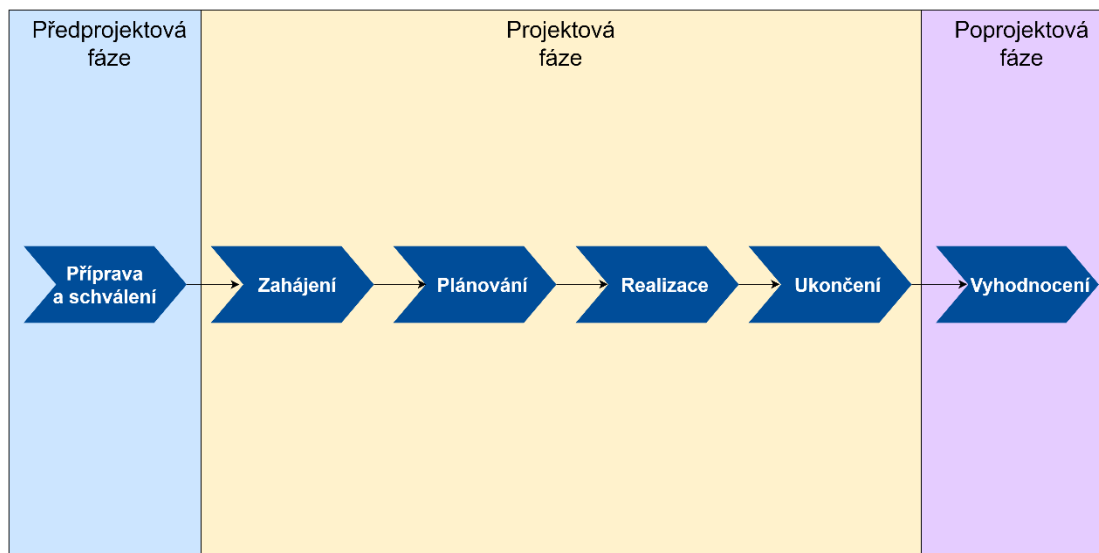 Předprojektová
fáze
Projektová
fáze
Poprojektová
fáze
Příprava
a schválení
Zahájení
Plánování
Realizace
Ukončení
Vyhodnocení